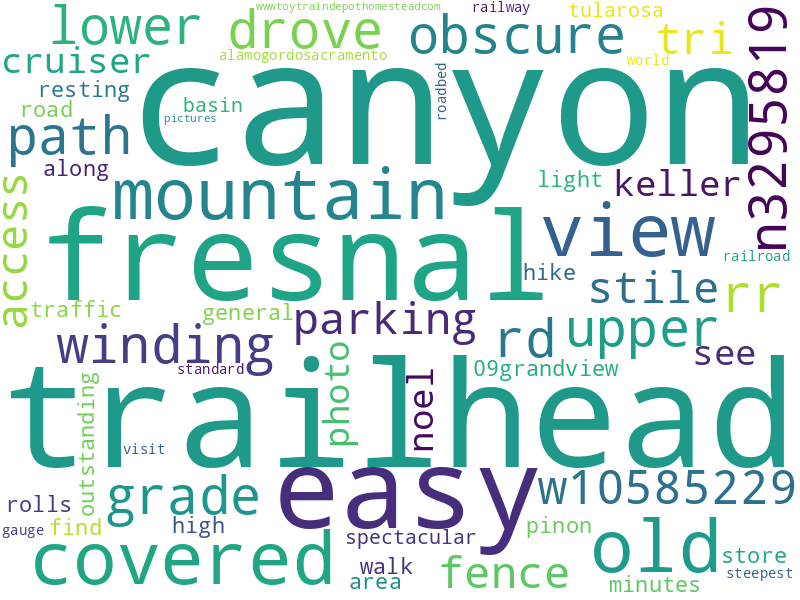 wwwtoytraindepothomestead com
railway
tularosa
lower
drove
obscure
tri
cruiser
alamogordosacramento
world
n3295819
resting
canyon
roadbed
road
basin
pictures
path
along
mountain
light
keller
access
fresnal
view
railroad
hike
stile
rr
traffic
general
parking
rd
upper
winding
see
standard
photo
noel
09grandview
trailhead
outstanding
visit
easy
w10585229
grade
rolls
gauge
find
high
spectacular
pinon
old
covered
walk
area
fence
store
steepest
minutes